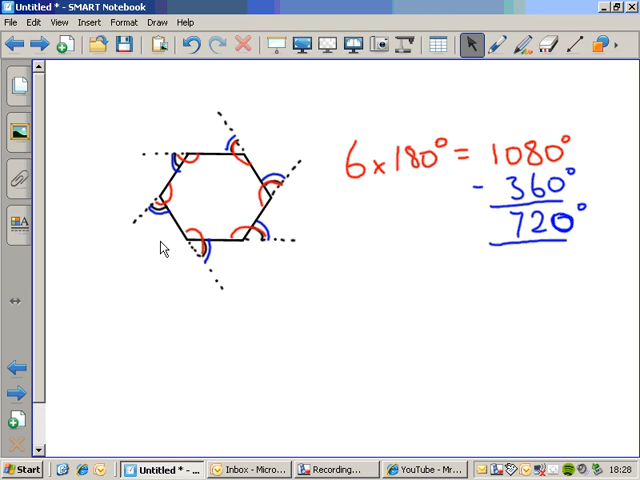 Untitled * - SMART Notebook
File Edit View Insert Format Draw Help
6 x 180° = 1080°
- 360°
720°
Start
Untitled * -
Inbox - Micro...
Recording...
YouTube - Mr...
18:28